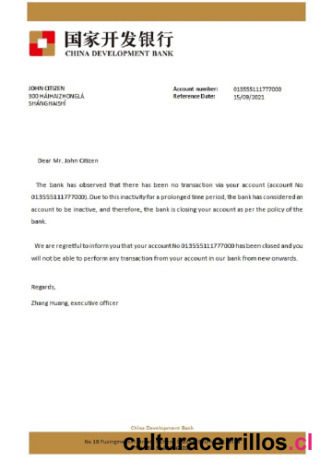 国家开发银行
CHINA DEVELOPMENT BANK
JOHN CITIZEN
300 HAIHAIZHONGLÁ
SHANGHAISHÍ
Account number: 013555111777000
Reference Date: 15/09/2021
Dear Mr. John Citizen
The bank has observed that there has been no transaction via your account (account No
013555111777000). Due to this inactivity for a prolonged time period, the bank has considered an
account to be inactive, and therefore, the bank is closing your account as per the policy of the
bank.
We are regretful to inform you that your account No 013555111777000 has been closed and you
will not be able to perform any transaction from your account in our bank from new onwards.
Regards,
Zhang Huang, executive officer
China Development Bank
No.18
culturacerrillos.cl